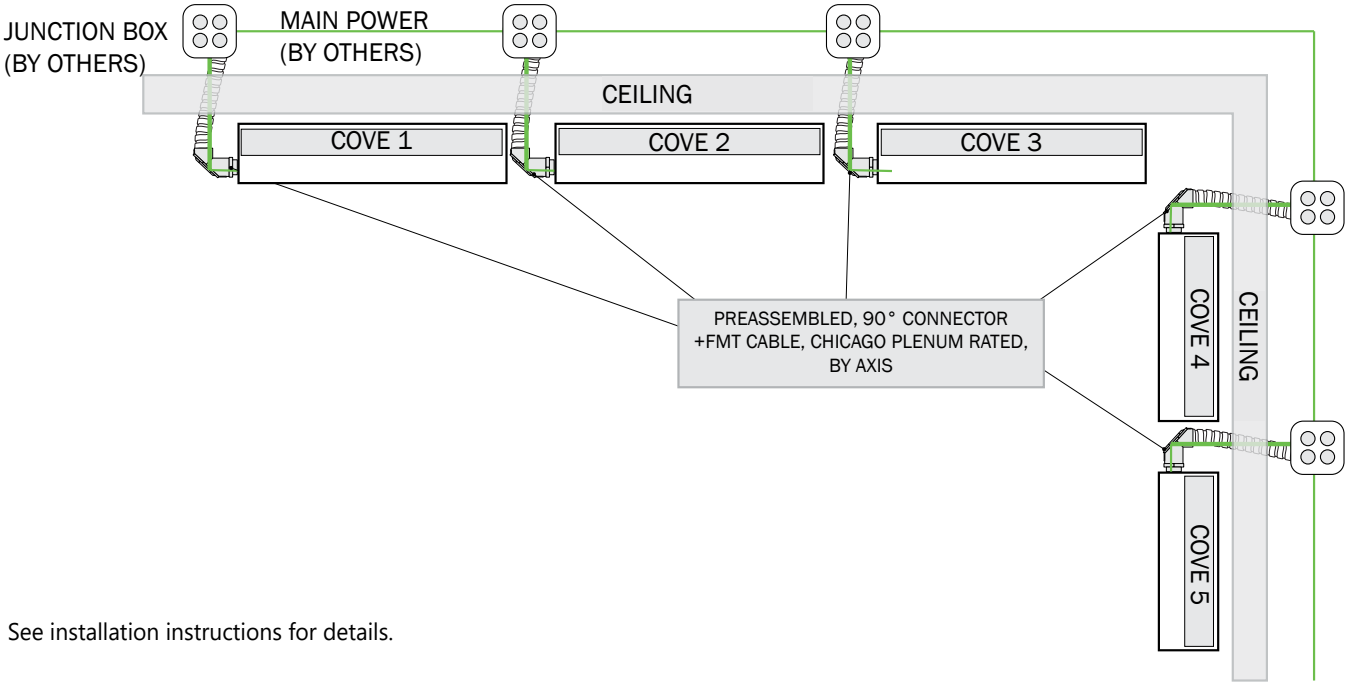 JUNCTION BOX
(BY OTHERS)
MAIN POWER
(BY OTHERS)
CEILING
COVE 1
COVE 2
COVE 3
PREASSEMBLED, 90° CONNECTOR
+FMT CABLE, CHICAGO PLENUM RATED,
BY AXIS
COVE 4
CEILING
COVE 5
See installation instructions for details.